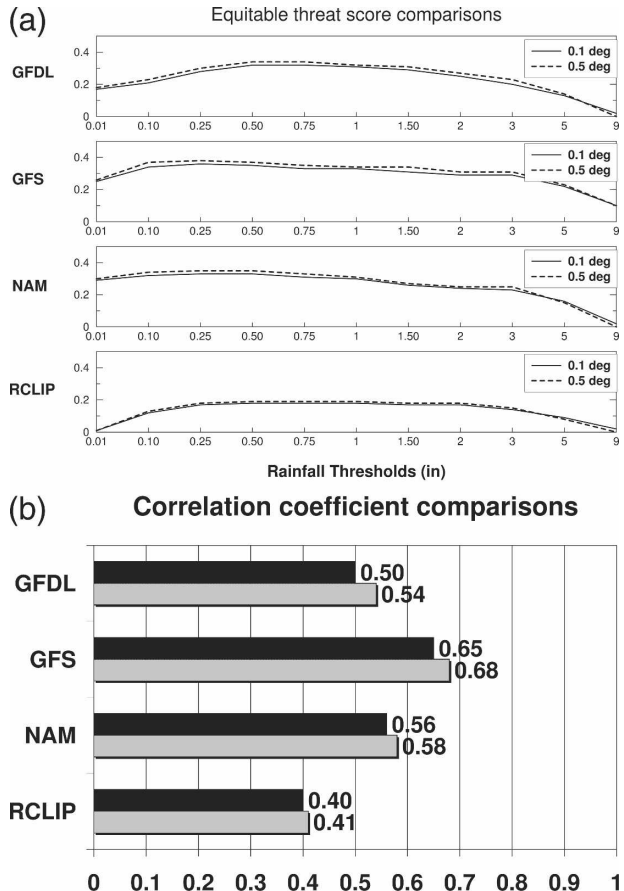 (a)
Equitable threat score comparisons
GFDL
0.4
0.2
0
0.1 deg
0.5 deg
0.01 0.10 0.25 0.50 0.75 1 1.50 2 3 5 9
GFS
0.4
0.2
0
0.1 deg
0.5 deg
0.01 0.10 0.25 0.50 0.75 1 1.50 2 3 5 9
NAM
0.4
0.2
0
0.1 deg
0.5 deg
0.01 0.10 0.25 0.50 0.75 1 1.50 2 3 5 9
RCLIP
0.4
0.2
0
0.1 deg
0.5 deg
0.01 0.10 0.25 0.50 0.75 1 1.50 2 3 5 9
Rainfall Thresholds (in)
(b)
Correlation coefficient comparisons
GFDL
0.50
0.54
GFS
0.65
0.68
NAM
0.56
0.58
RCLIP
0.40
0.41
0 0.1 0.2 0.3 0.4 0.5 0.6 0.7 0.8 0.9 1